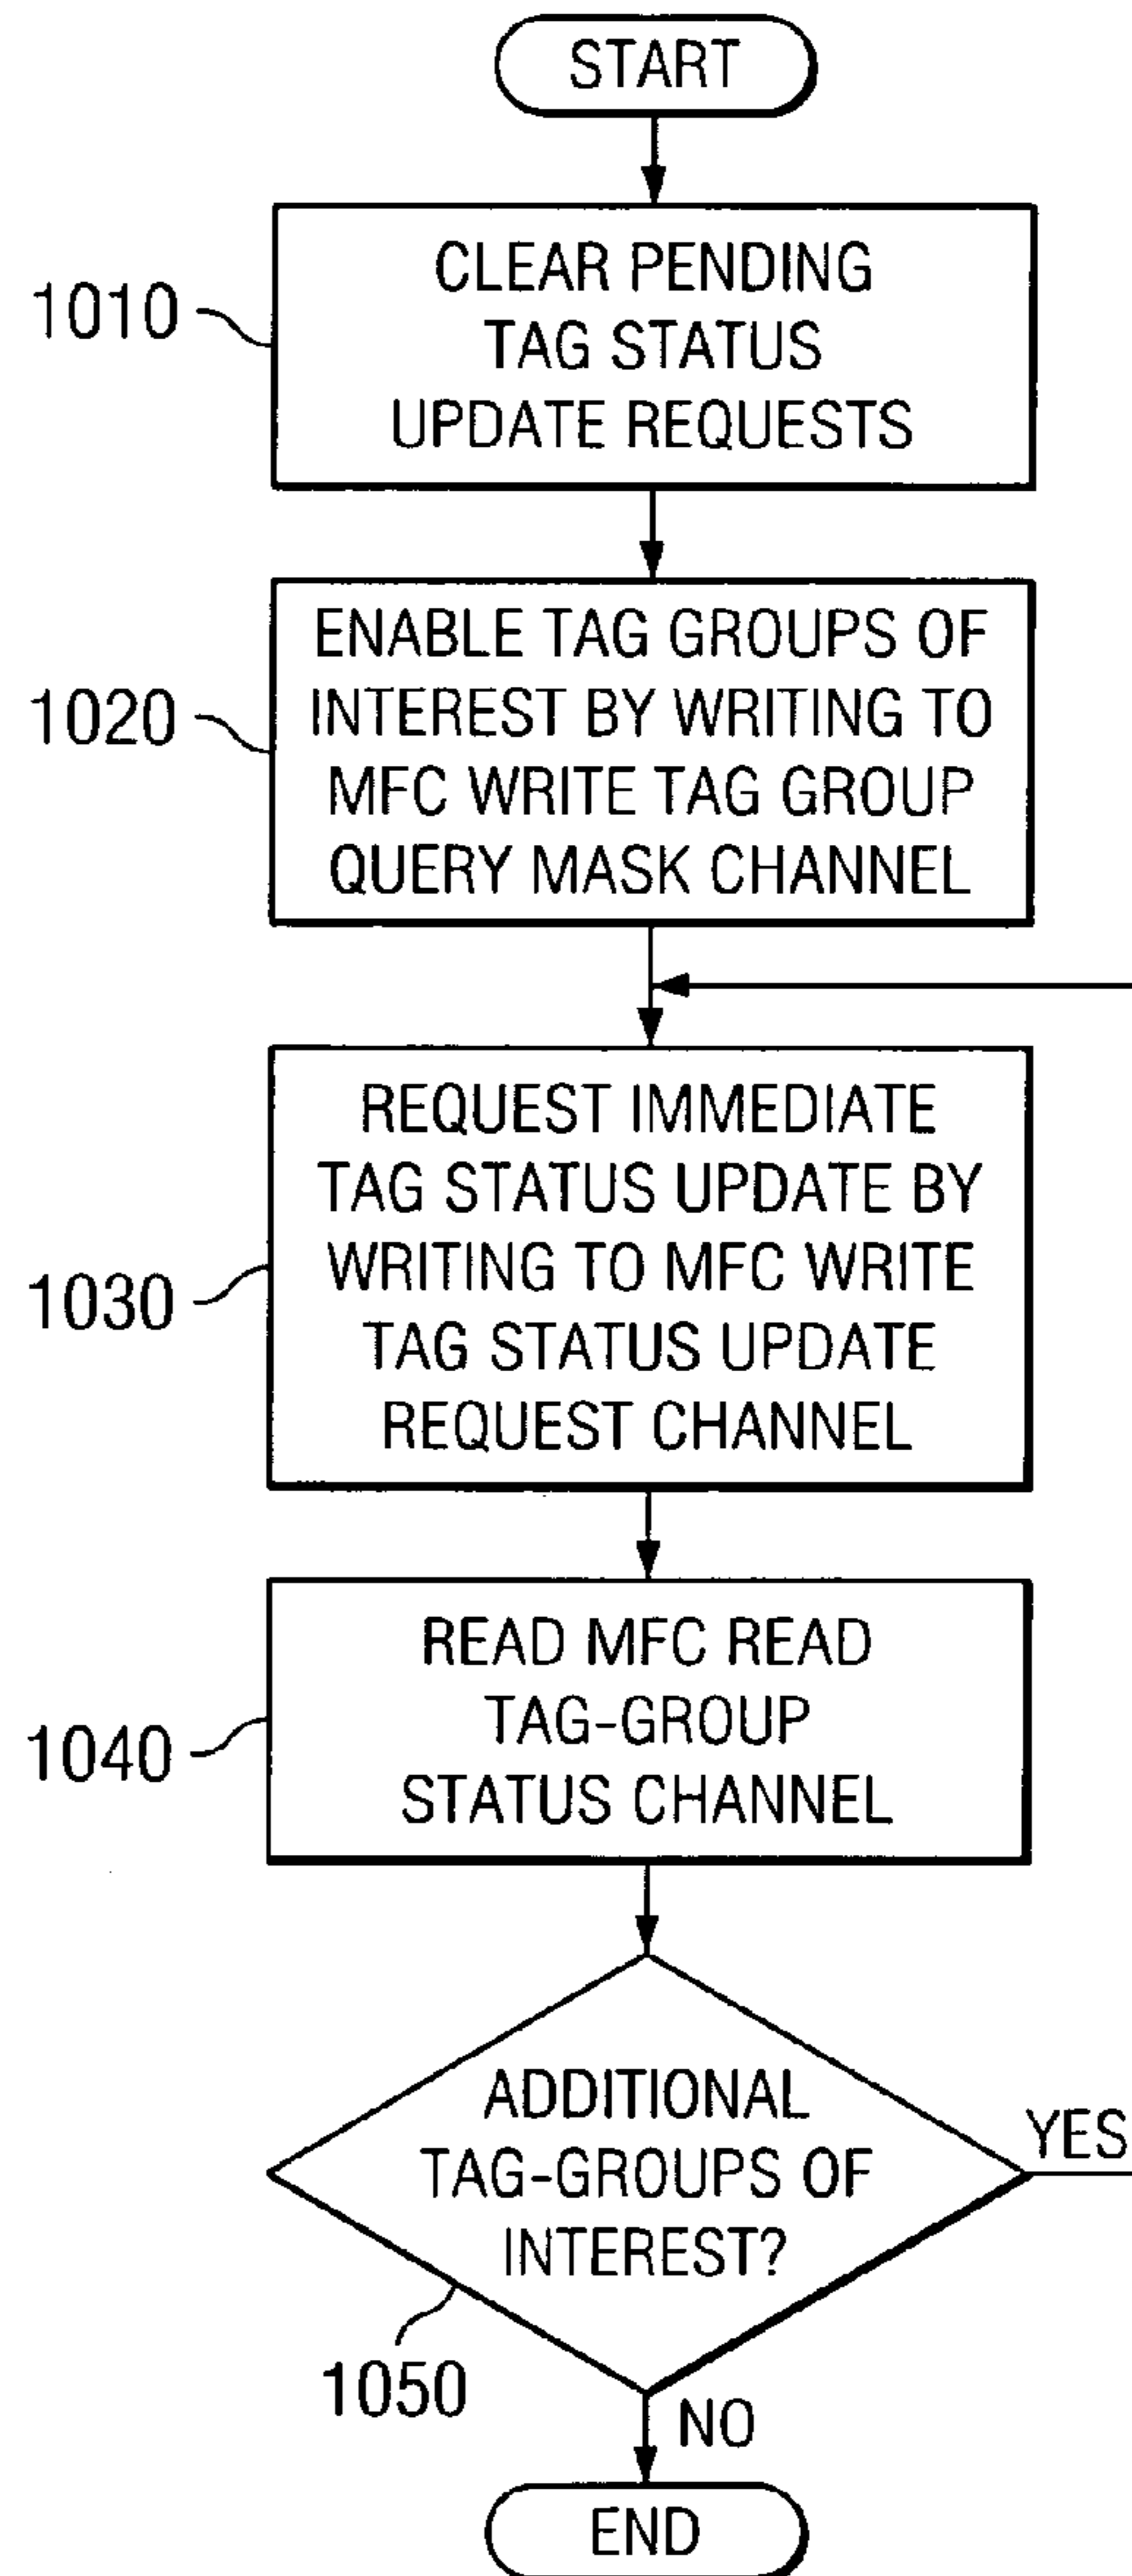 START
1010
CLEAR PENDING
TAG STATUS
UPDATE REQUESTS
1020
ENABLE TAG GROUPS OF
INTEREST BY WRITING TO
MFC WRITE TAG GROUP
QUERY MASK CHANNEL
1030
REQUEST IMMEDIATE
TAG STATUS UPDATE BY
WRITING TO MFC WRITE
TAG STATUS UPDATE
REQUEST CHANNEL
1040
READ MFC READ
TAG-GROUP
STATUS CHANNEL
ADDITIONAL
TAG-GROUPS OF
INTEREST?
YES
1050
NO
END